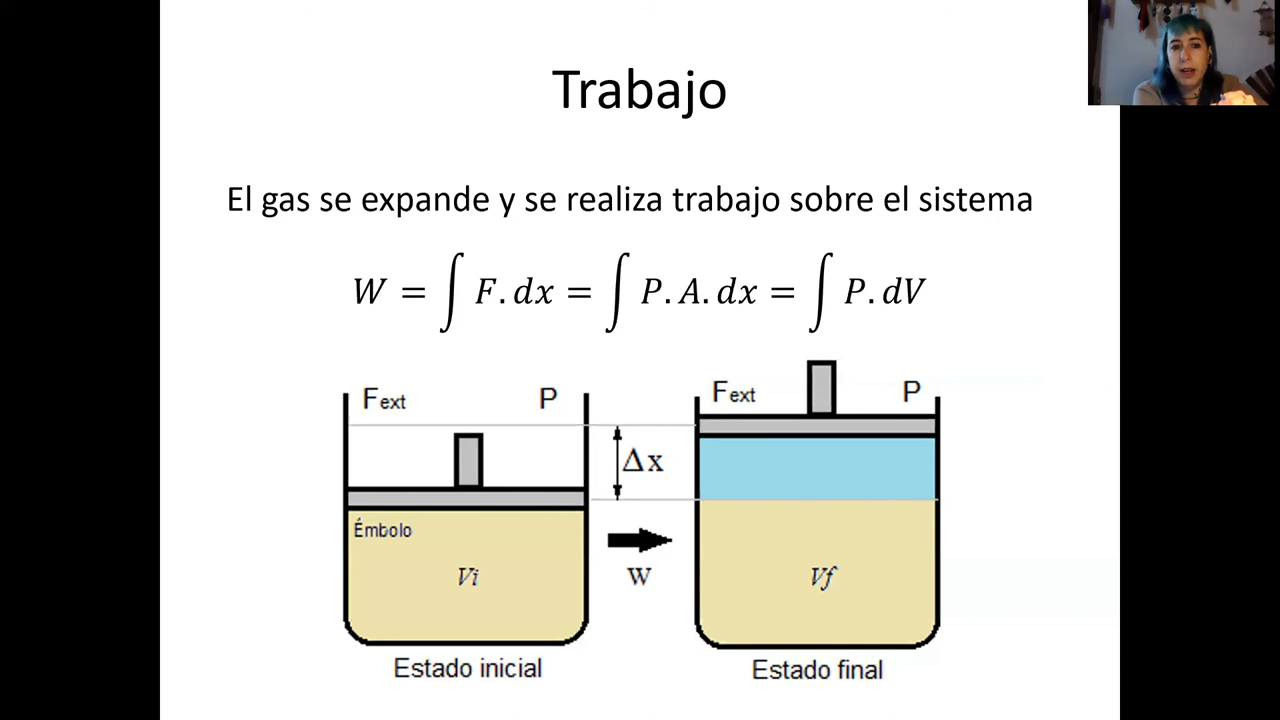 Trabajo
El gas se expande y se realiza trabajo sobre el sistema
W = ∫ F. dx = ∫ P. A. dx = ∫ P. dV
Fext P
Fext P
Δx
Émbolo
Vi
W
Vf
Estado inicial
Estado final